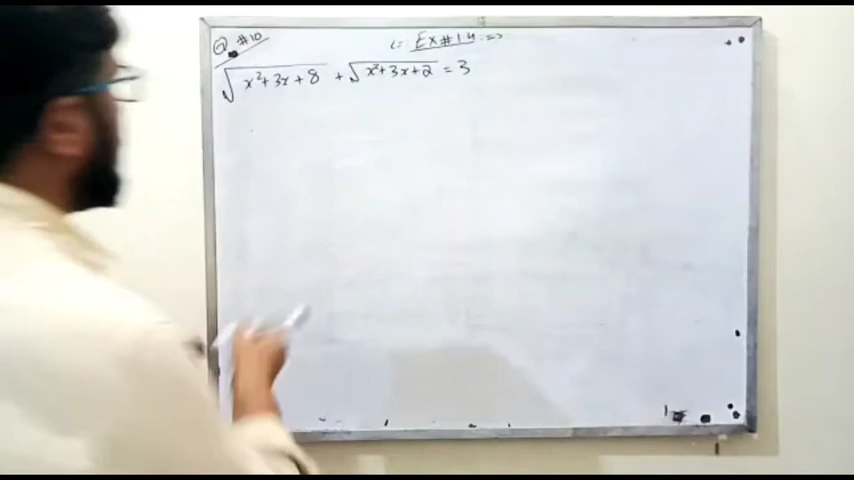 Q #10
Ex#1.4 =>
√x²+3x+8 + √x²+3x+2 = 3